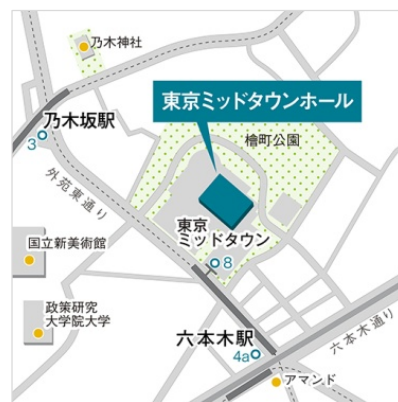 乃木神社
東京ミッドタウンホール
乃木坂駅
3
檜町公園
外苑東通り
東京
ミッドタウン
国立新美術館
8
政策研究
大学院大学
六本木駅
4a
六本木通り
アマンド